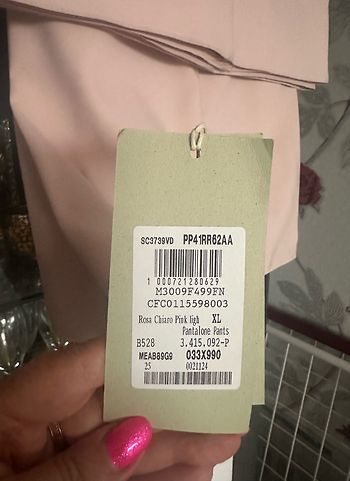 SC3739VD PP41RR62AA
1 000721280629
M3009F499FN
CFC0115598003
Rosa Chiaro Pink ligh XL
Pantalone Pants
B528 3.415.092-P
MEAB89G9 033X990
25 0021124